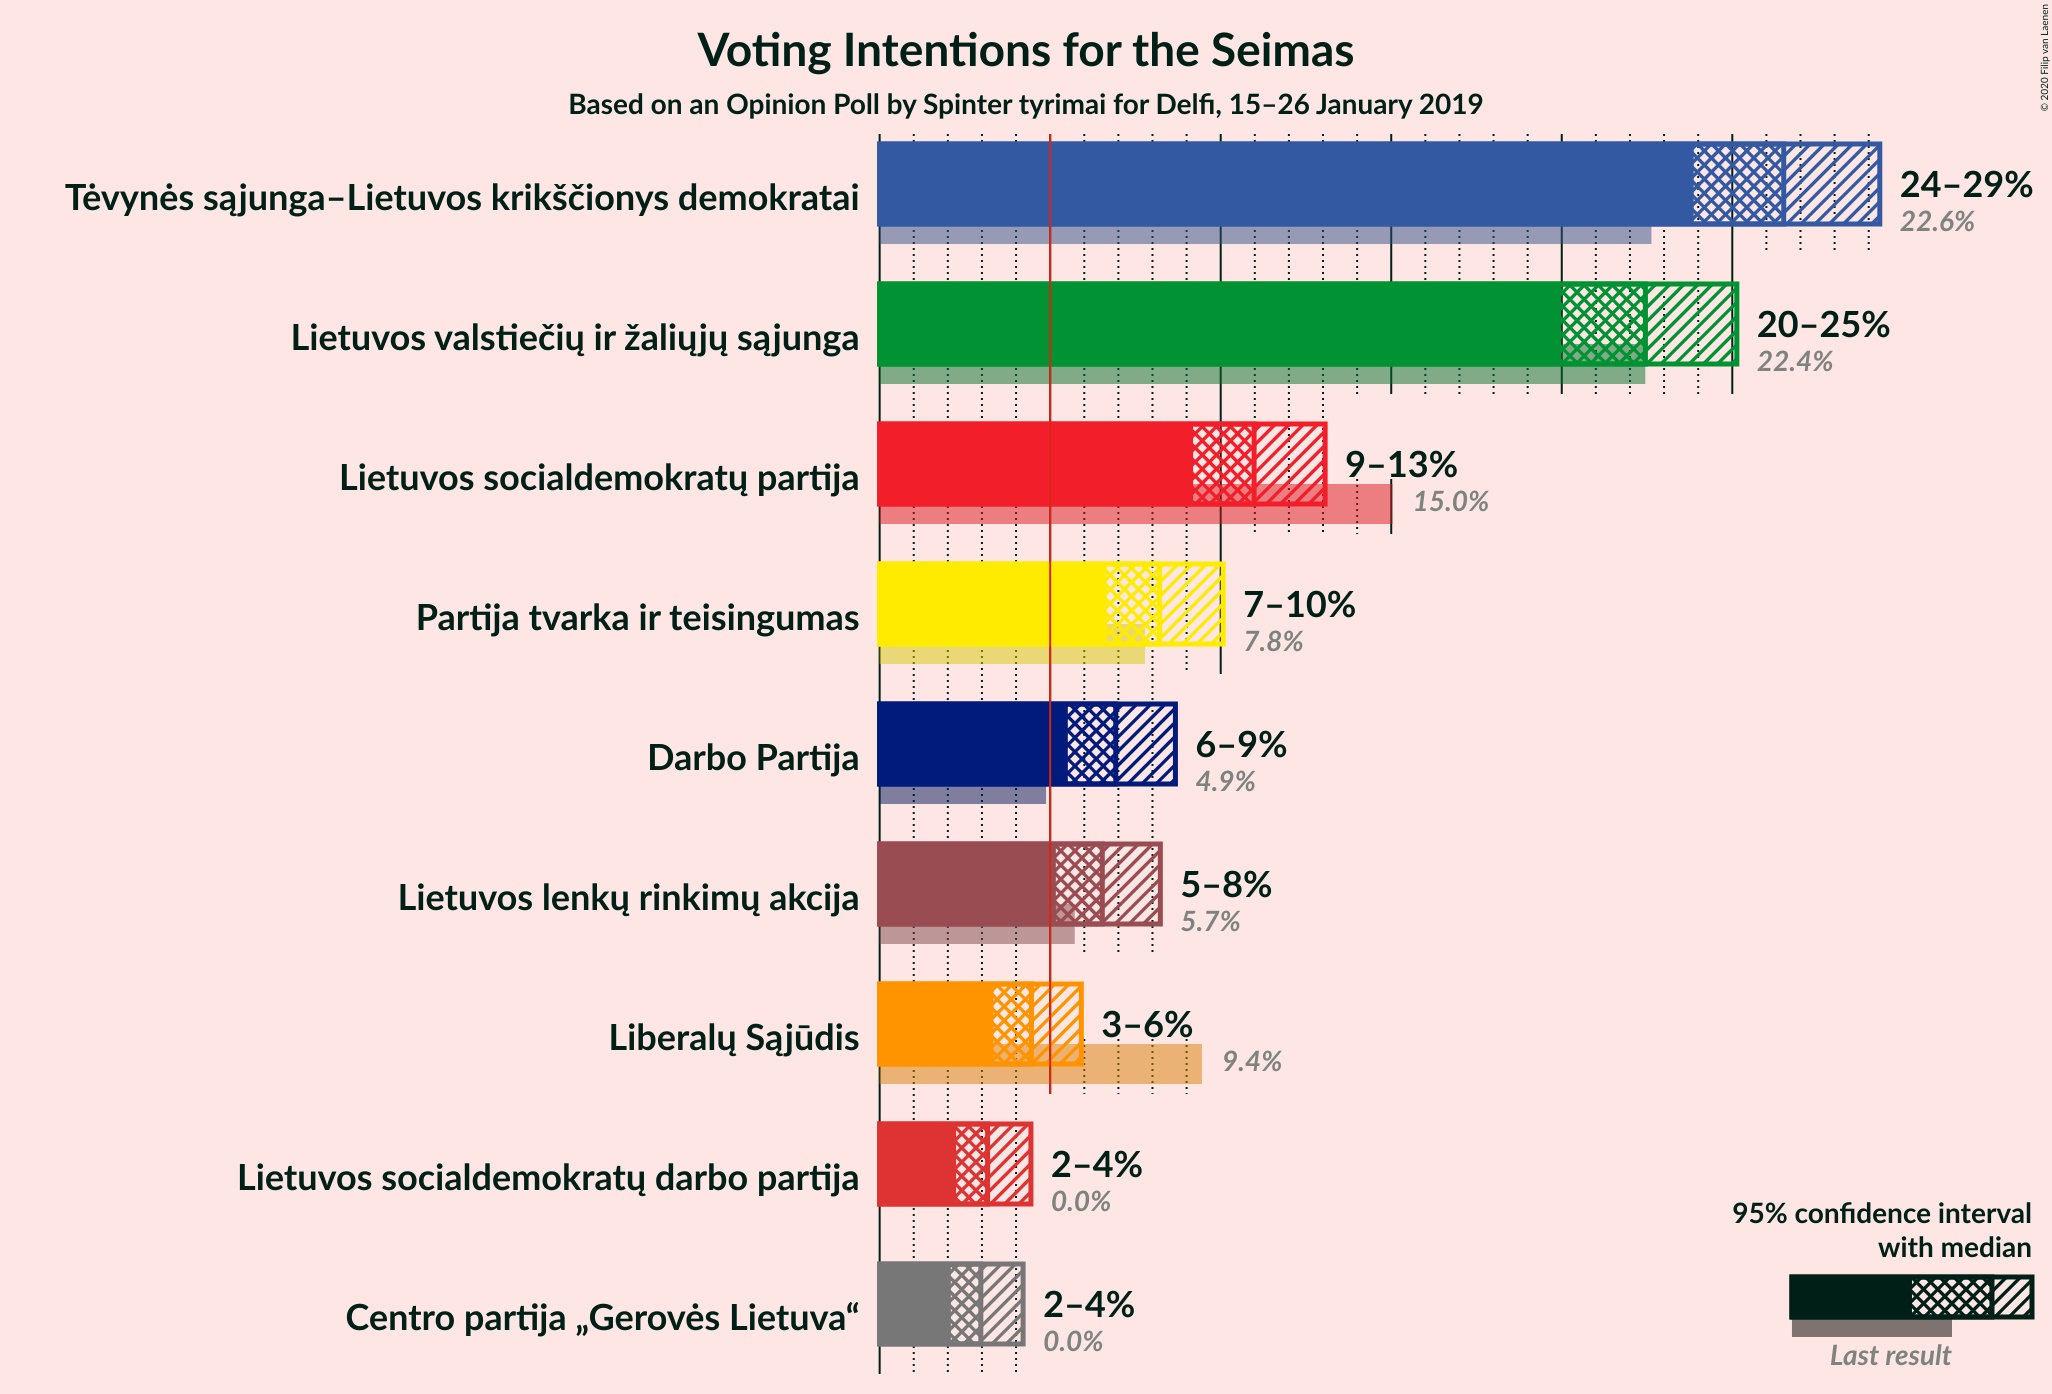 Voting Intentions for the Seimas
Based on an Opinion Poll by Spinter tyrimai for Delfi, 15–26 January 2019
© 2020 Filip van Laenen
Tėvynės sąjunga–Lietuvos krikščionys demokratai
24–29%
22.6%
Lietuvos valstiečių ir žaliųjų sąjunga
20–25%
22.4%
Lietuvos socialdemokratų partija
9–13%
15.0%
Partija tvarka ir teisingumas
7–10%
7.8%
Darbo Partija
6–9%
4.9%
Lietuvos lenkų rinkimų akcija
5–8%
5.7%
Liberalų Sąjūdis
3–6%
9.4%
Lietuvos socialdemokratų darbo partija
2–4%
0.0%
Centro partija „Gerovės Lietuva“
2–4%
0.0%
95% confidence interval
with median
Last result